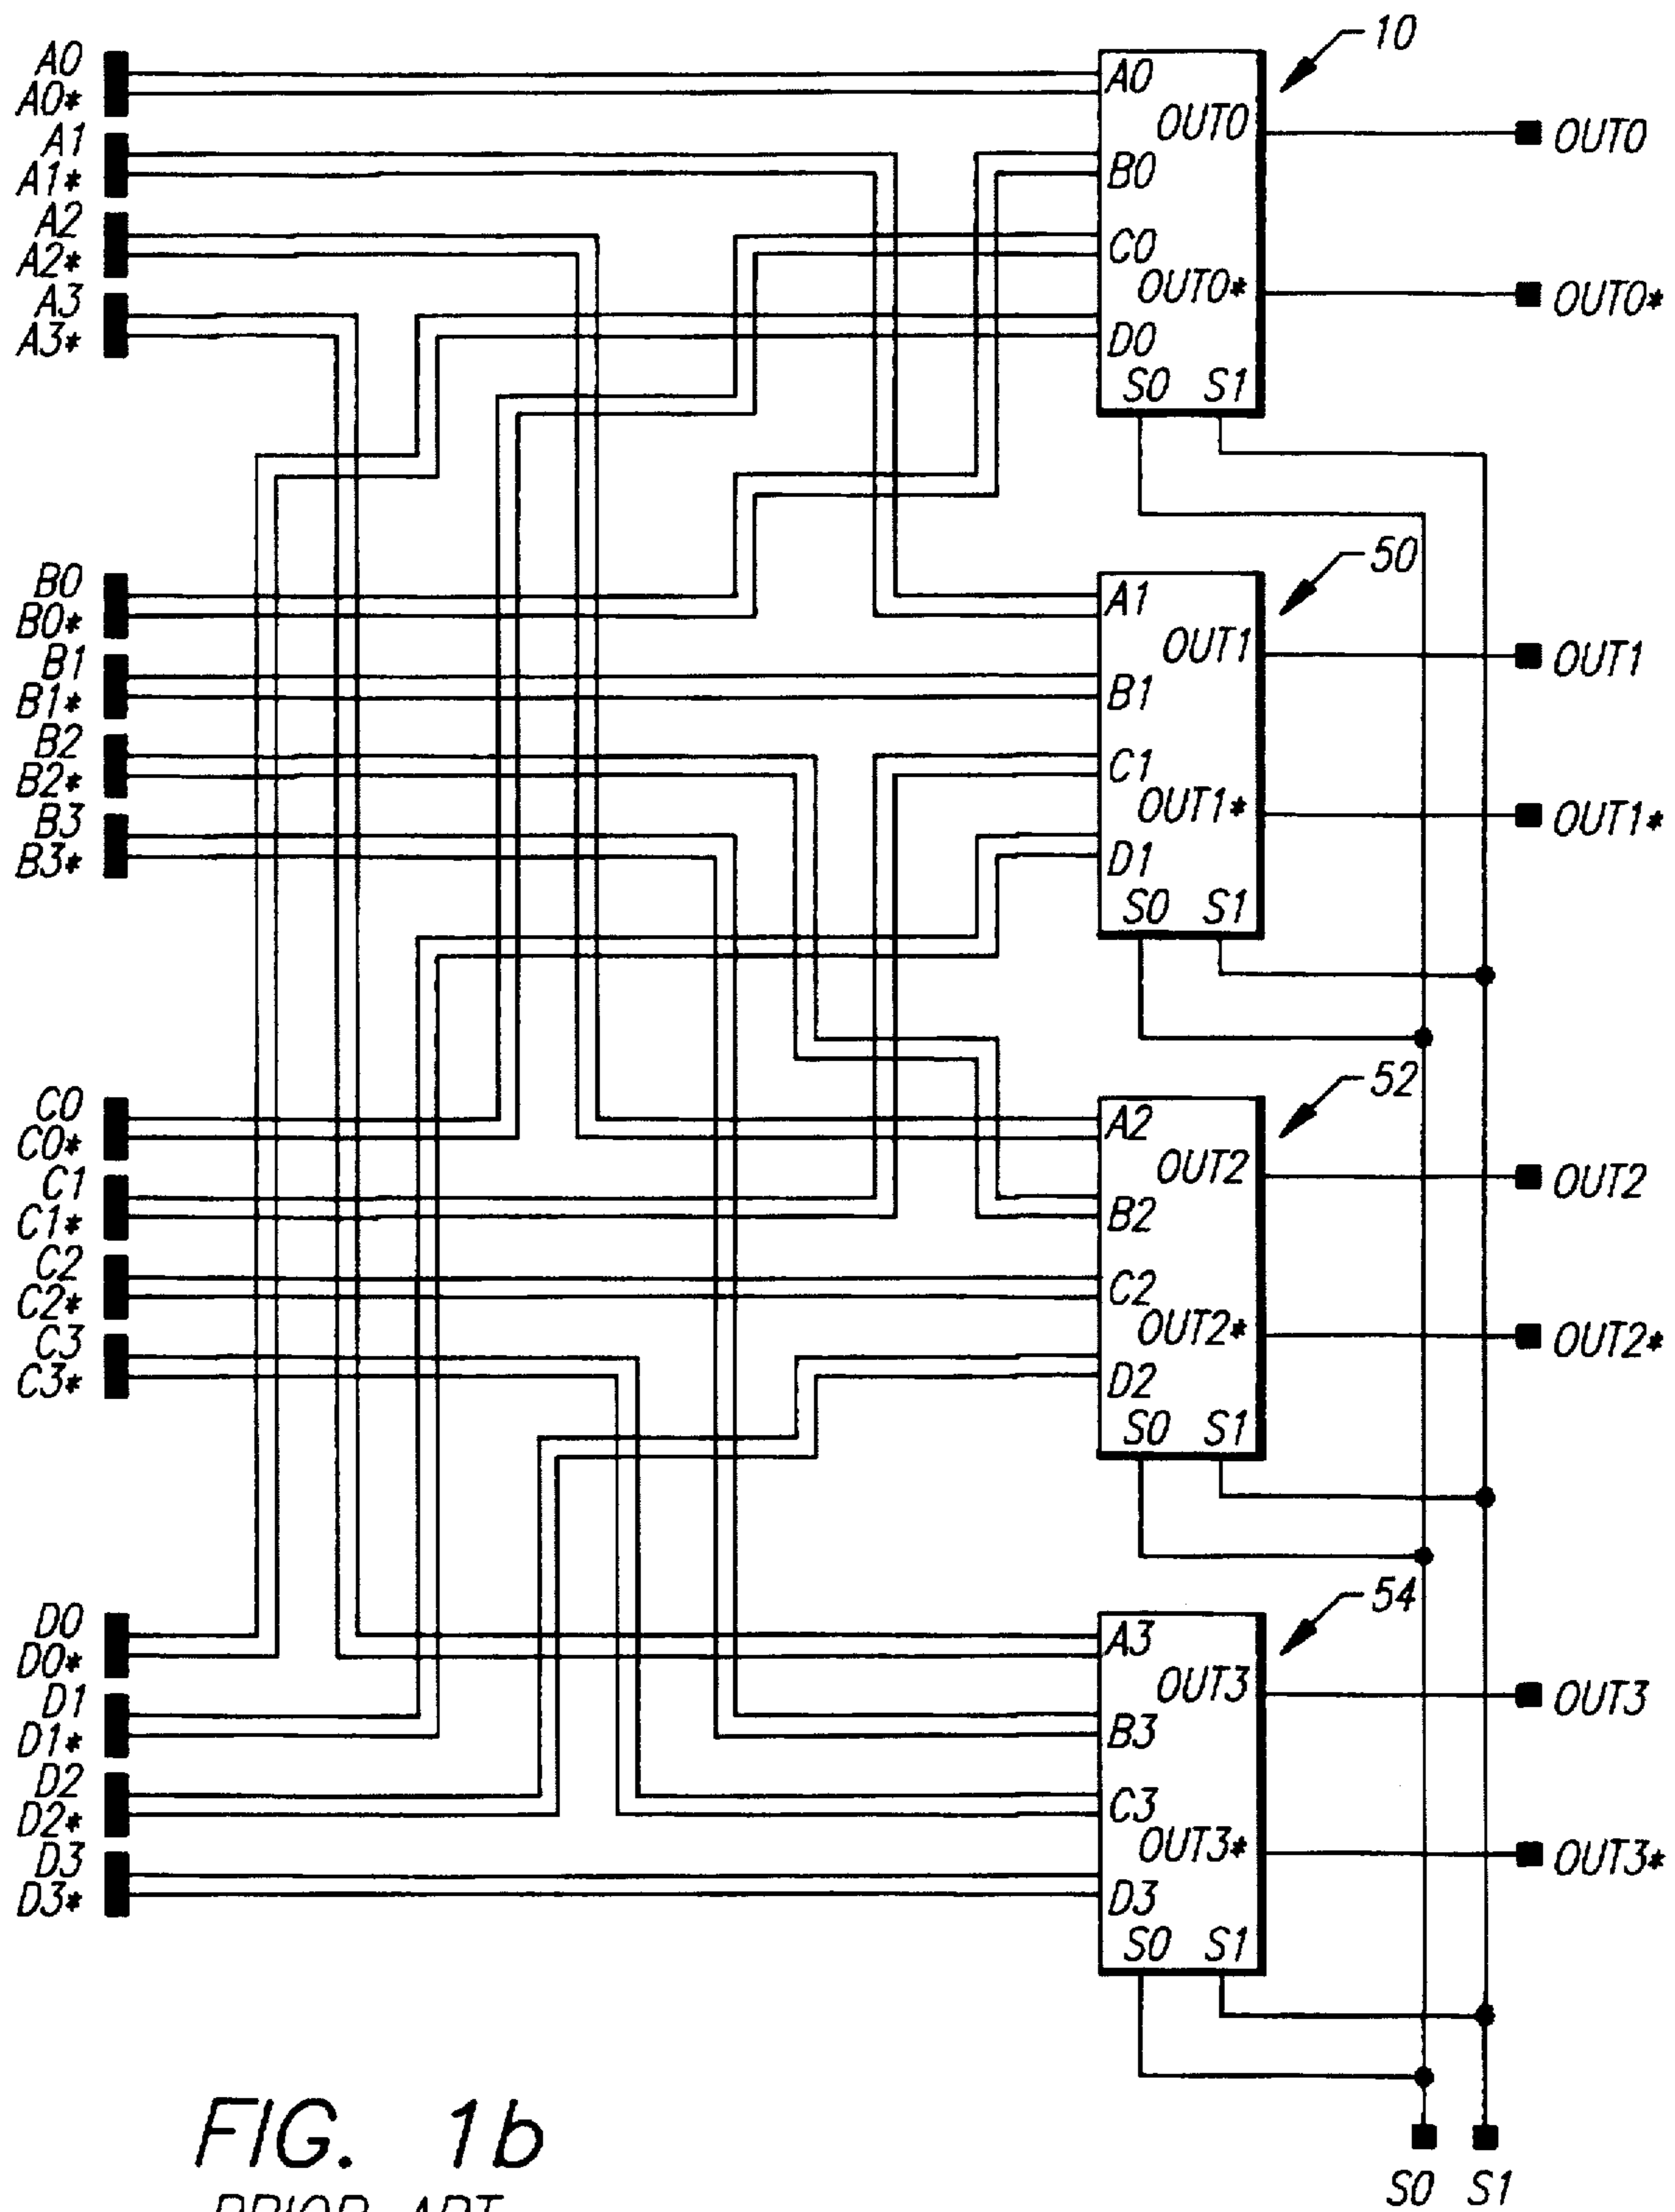 A0
A0*
A1
A1*
A2
A2*
A3
A3*
B0
B0*
B1
B1*
B2
B2*
B3
B3*
C0
C0*
C1
C1*
C2
C2*
C3
C3*
D0
D0*
D1
D1*
D2
D2*
D3
D3*
10
A0
OUT0
B0
C0
OUT0*
D0
S0 S1
OUT0
OUT0*
50
A1
OUT1
B1
C1
OUT1*
D1
S0 S1
OUT1
OUT1*
52
A2
OUT2
B2
C2
OUT2*
D2
S0 S1
OUT2
OUT2*
54
A3
OUT3
B3
C3
OUT3*
D3
S0 S1
OUT3
OUT3*
S0 S1
FIG. 1b
PRIOR ART